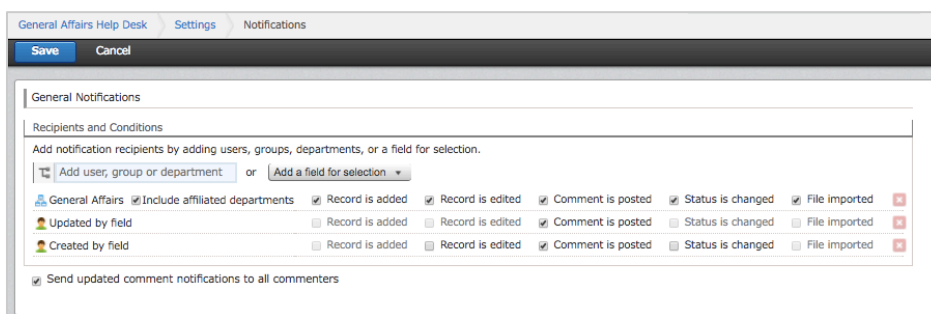 General Affairs Help Desk Settings Notifications
Save Cancel
General Notifications
Recipients and Conditions
Add notification recipients by adding users, groups, departments, or a field for selection.
Add user, group or department or Add a field for selection
General Affairs Include affiliated departments Record is added Record is edited Comment is posted Status is changed File imported
Updated by field Record is added Record is edited Comment is posted Status is changed File imported
Created by field Record is added Record is edited Comment is posted Status is changed File imported
Send updated comment notifications to all commenters